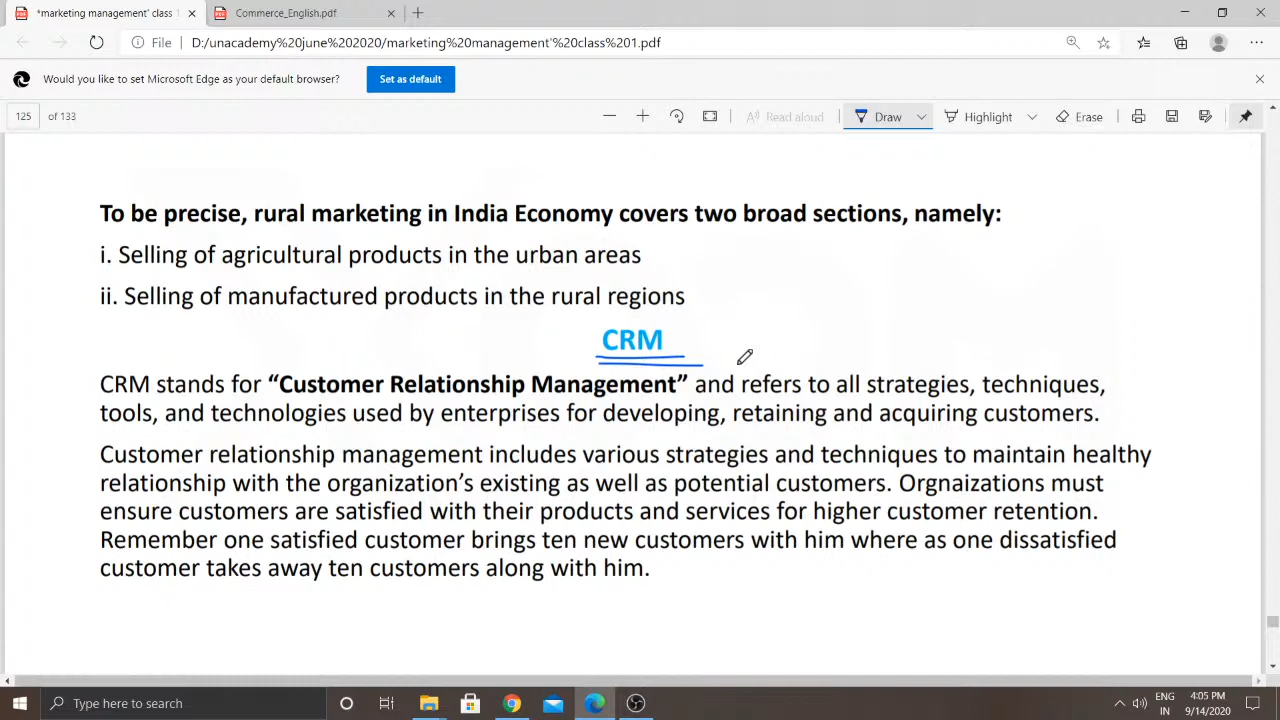 *marketing management' class 1
Commerce_English.pdf
File
D:/unacademy%20june%202020/marketing%20management'%20class%201.pdf
Would you like to set Microsoft Edge as your default browser?
Set as default
125 of 133
Read aloud
Draw
Highlight
Erase
To be precise, rural marketing in India Economy covers two broad sections, namely:
i. Selling of agricultural products in the urban areas
ii. Selling of manufactured products in the rural regions
CRM
CRM stands for “Customer Relationship Management” and refers to all strategies, techniques,
tools, and technologies used by enterprises for developing, retaining and acquiring customers.
Customer relationship management includes various strategies and techniques to maintain healthy
relationship with the organization’s existing as well as potential customers. Orgnaizations must
ensure customers are satisfied with their products and services for higher customer retention.
Remember one satisfied customer brings ten new customers with him where as one dissatisfied
customer takes away ten customers along with him.
Type here to search
ENG
IN
4:05 PM
9/14/2020